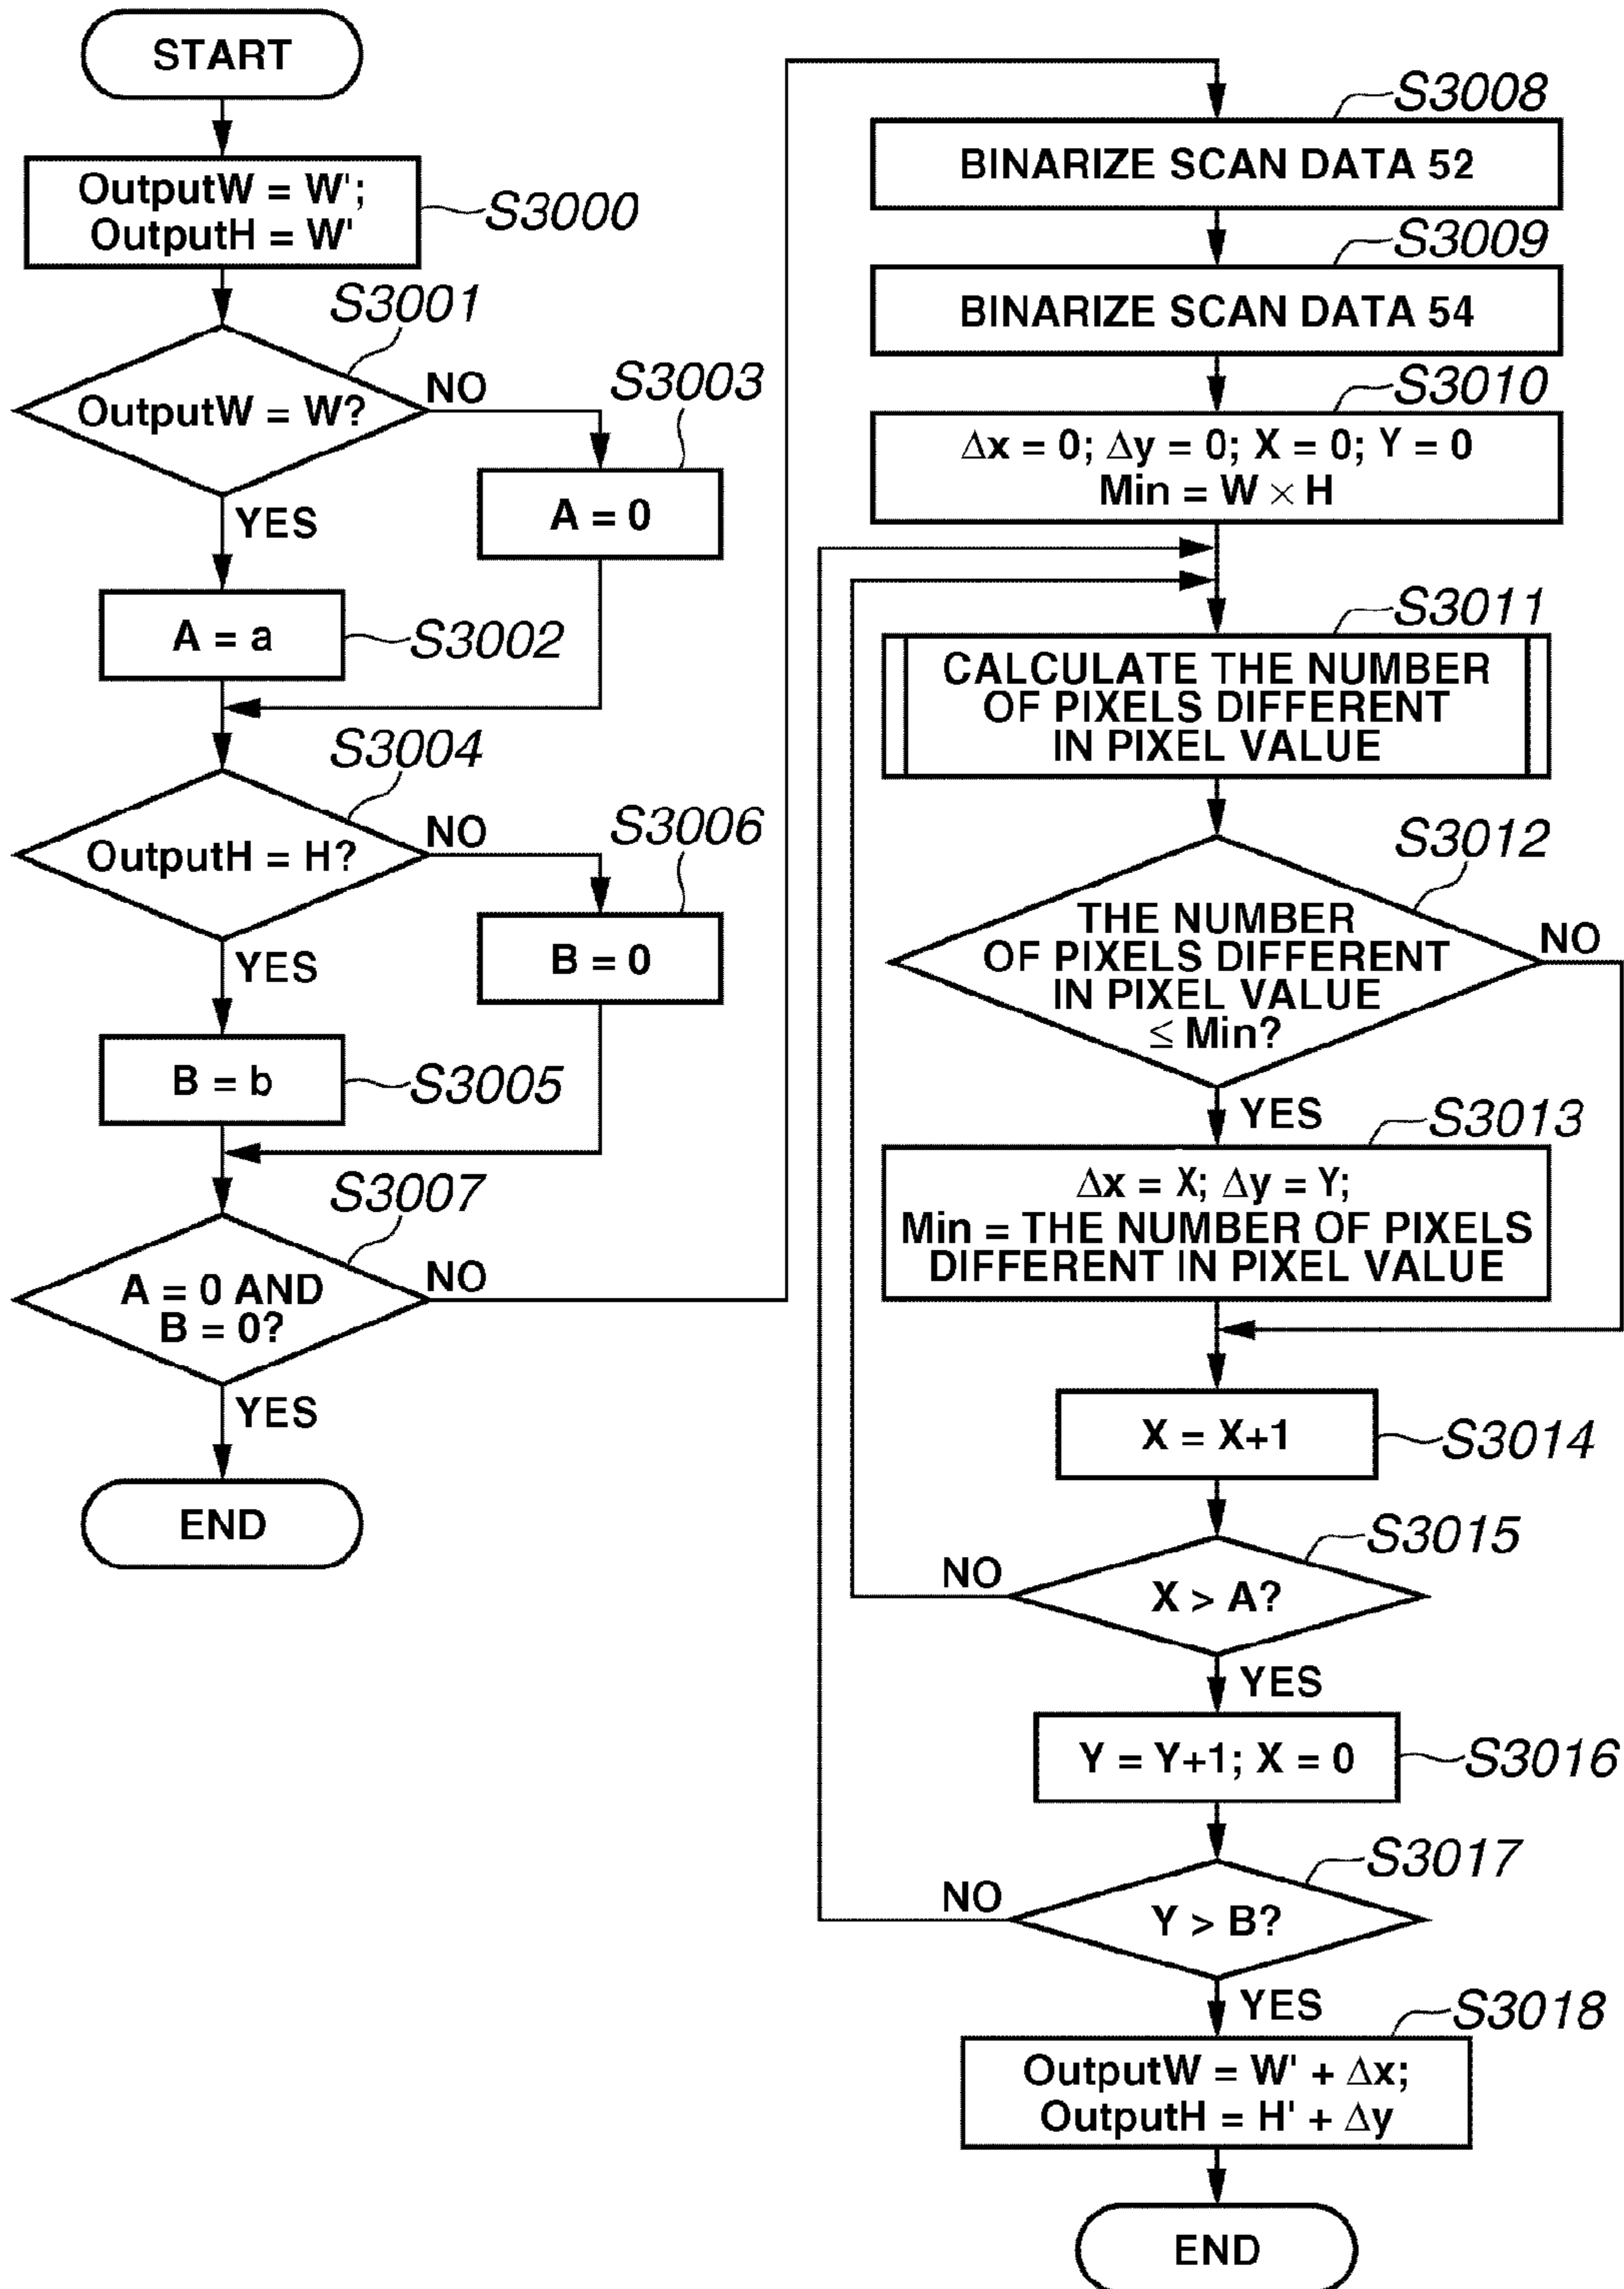 START
OutputW = W';
OutputH = W'
S3000
S3001
OutputW = W?
NO
S3003
A = 0
YES
A = a
S3002
S3004
OutputH = H?
NO
S3006
B = 0
YES
B = b
S3005
S3007
A = 0 AND
B = 0?
NO
YES
END
S3008
BINARIZE SCAN DATA 52
S3009
BINARIZE SCAN DATA 54
S3010
Δx = 0; Δy = 0; X = 0; Y = 0
Min = W × H
S3011
CALCULATE THE NUMBER
OF PIXELS DIFFERENT
IN PIXEL VALUE
S3012
THE NUMBER
OF PIXELS DIFFERENT
IN PIXEL VALUE
≤ Min?
NO
YES
S3013
Δx = X; Δy = Y;
Min = THE NUMBER OF PIXELS
DIFFERENT IN PIXEL VALUE
X = X+1
S3014
S3015
NO
X > A?
YES
Y = Y+1; X = 0
S3016
S3017
NO
Y > B?
YES
S3018
OutputW = W' + Δx;
OutputH = H' + Δy
END